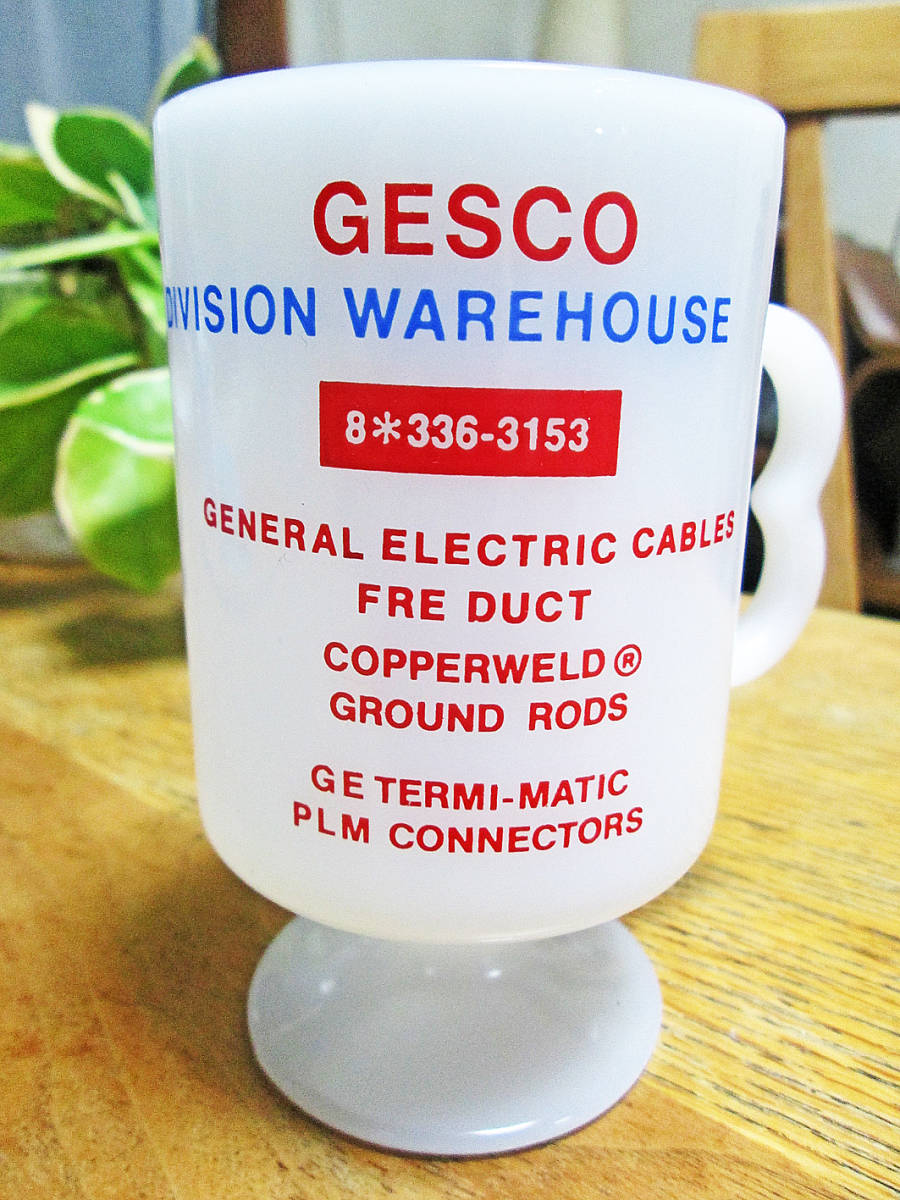 GESCO
DIVISION WAREHOUSE
8*336-3153
GENERAL ELECTRIC CABLES
FRE DUCT
COPPERWELD®
GROUND RODS
GE TERMI-MATIC
PLM CONNECTORS